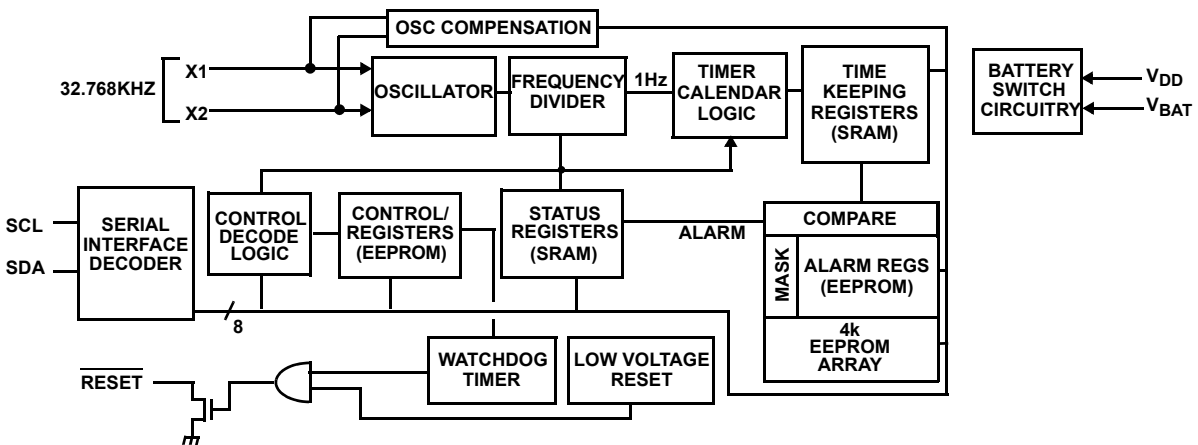 OSC COMPENSATION
32.768KHZ
X1
X2
OSCILLATOR
FREQUENCY
DIVIDER
1Hz
TIMER
CALENDAR
LOGIC
TIME
KEEPING
REGISTERS
(SRAM)
BATTERY
SWITCH
CIRCUITRY
VDD
VBAT
SCL
SDA
SERIAL
INTERFACE
DECODER
CONTROL
DECODE
LOGIC
CONTROL/
REGISTERS
(EEPROM)
STATUS
REGISTERS
(SRAM)
ALARM
COMPARE
MASK
ALARM REGS
(EEPROM)
4k
EEPROM
ARRAY
8
WATCHDOG
TIMER
LOW VOLTAGE
RESET
RESET